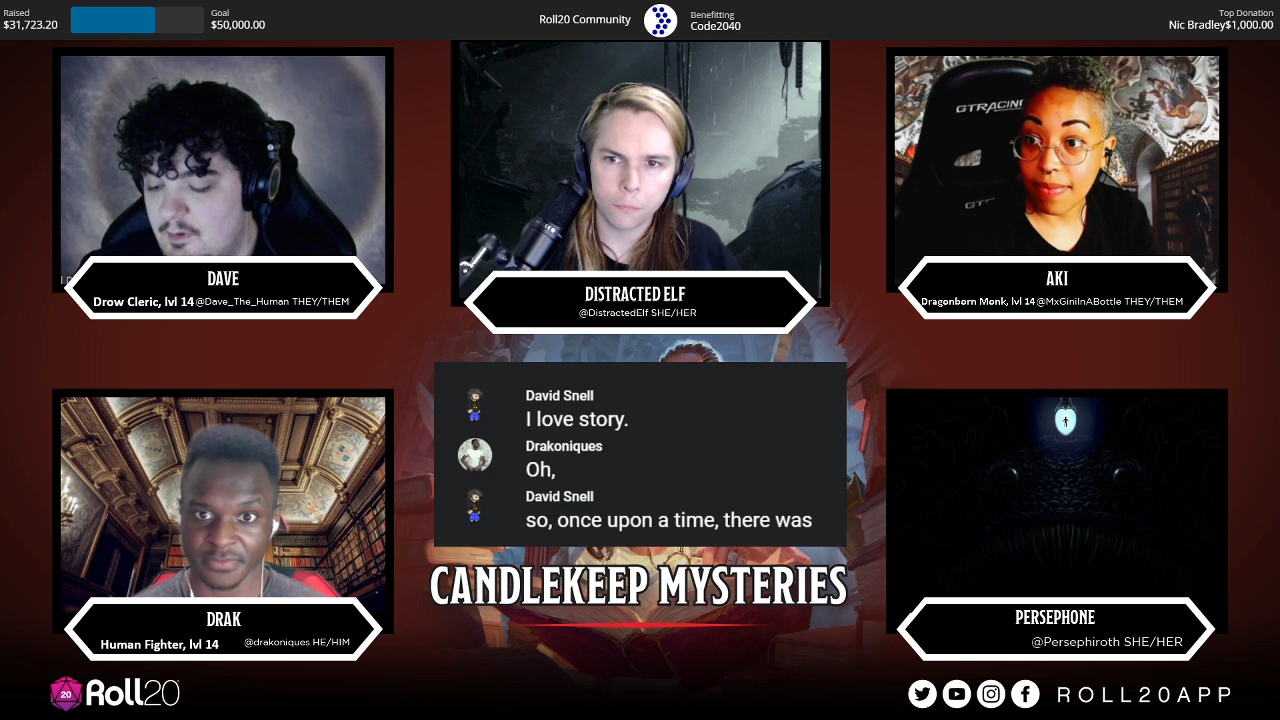 Raised
$31,723.20
Goal
$50,000.00
Roll20 Community
Benefitting
Code2040
Top Donation
Nic Bradley$1,000.00
GTRACING
GT
DAVE
Drow Cleric, lvl 14 @Dave_The_Human THEY/THEM
DISTRACTED ELF
@DistractedElf SHE/HER
AKI
Dragonborn Monk, lvl 14 @MxGiniInABottle THEY/THEM
David Snell
I love story.
Drakoniques
Oh,
David Snell
so, once upon a time, there was
CANDLEKEEP MYSTERIES
DRAK
Human Fighter, lvl 14 @drakoniques HE/HIM
PERSEPHONE
@Persephiroth SHE/HER
20 Roll20
ROLL20APP